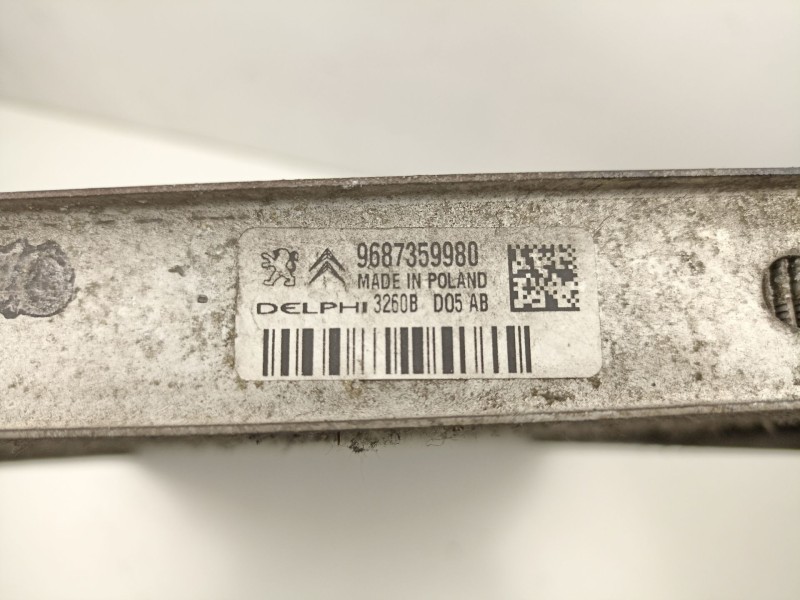 9687359980
MADE IN POLAND
DELPHI 3260B D05 AB